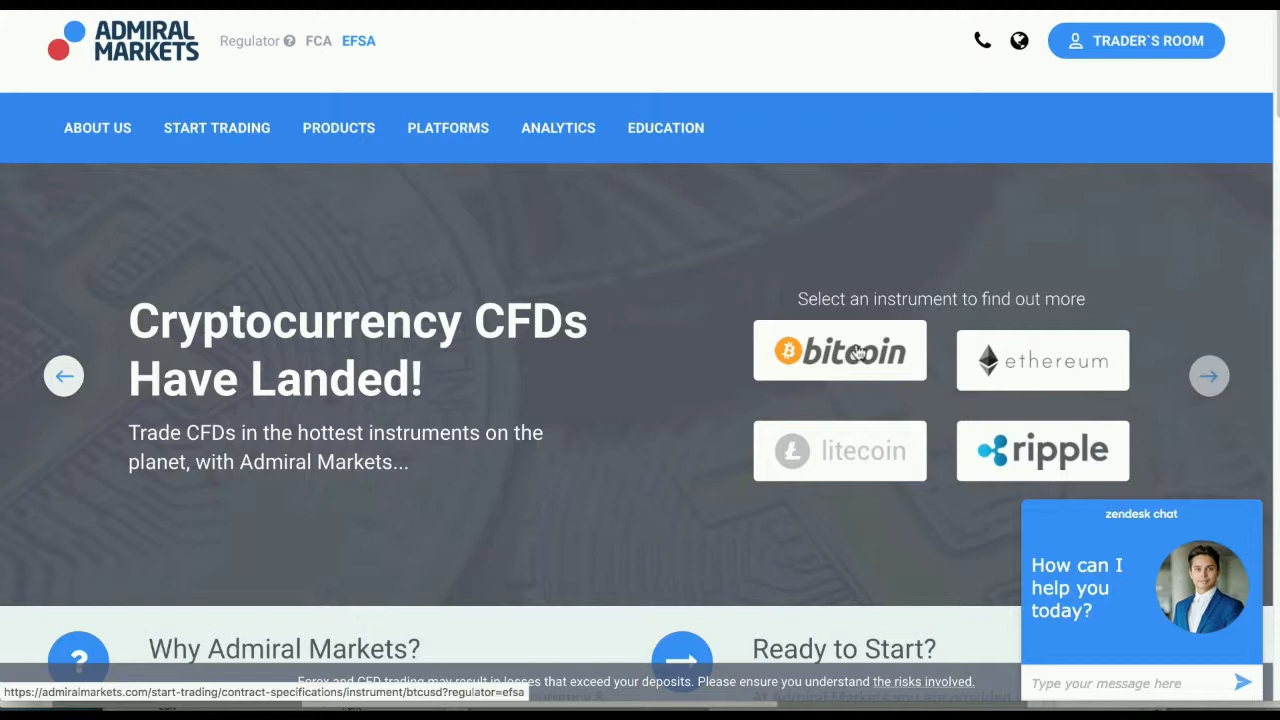 ADMIRAL
MARKETS
Regulator ? FCA EFSA
TRADER`S ROOM
ABOUT US START TRADING PRODUCTS PLATFORMS ANALYTICS EDUCATION
Select an instrument to find out more
bitcoin
ethereum
litecoin
ripple
Cryptocurrency CFDs
Have Landed!
Trade CFDs in the hottest instruments on the
planet, with Admiral Markets...
zendesk chat
How can I
help you
today?
Type your message here
? Why Admiral Markets?
Ready to Start?
Forex and CFD trading may result in losses that exceed your deposits. Please ensure you understand the risks involved.
https://admiralmarkets.com/start-trading/contract-specifications/instrument/btcusd?regulator=efsa